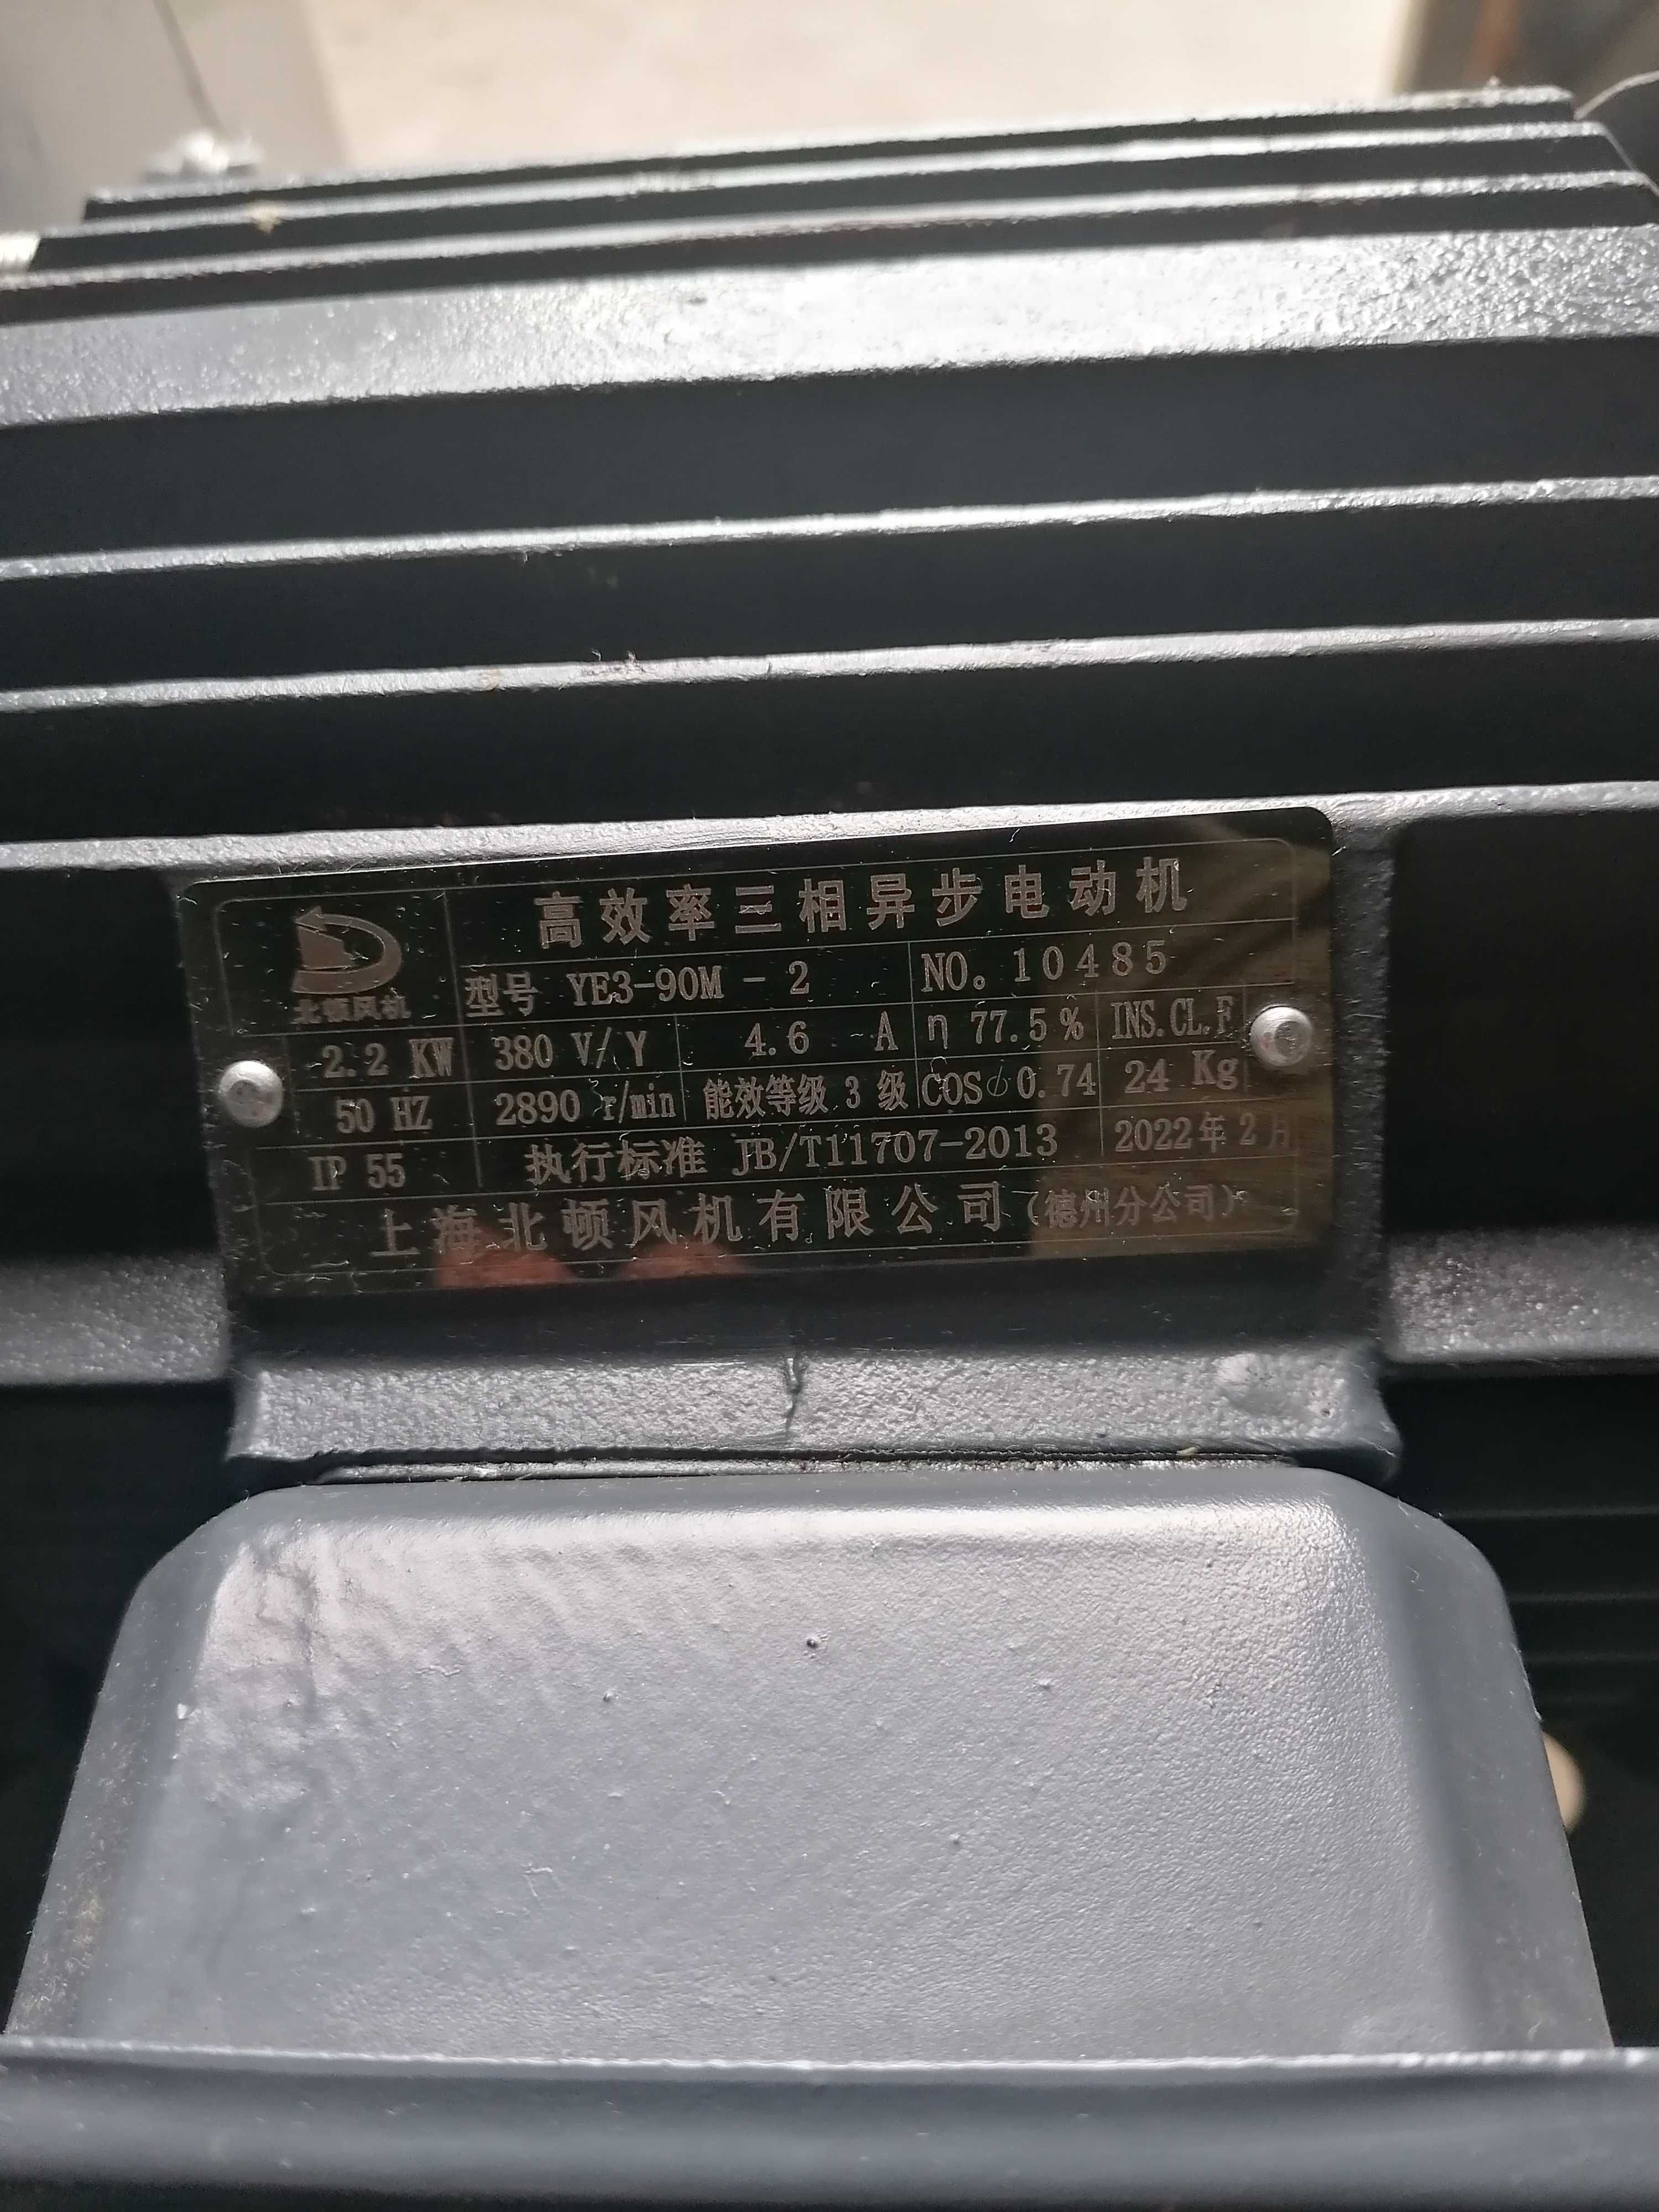 高效率三相异步电动机
北顿风机
型号 YE3-90M - 2 NO.10485
2.2 KW 380 V/Y 4.6 A η 77.5% INS.CL.F
50 HZ 2890 r/min 能效等级 3 级 COSφ 0.74 24 Kg
IP 55 执行标准 JB/T11707-2013 2022年2月
上海北顿风机有限公司(德州分公司)